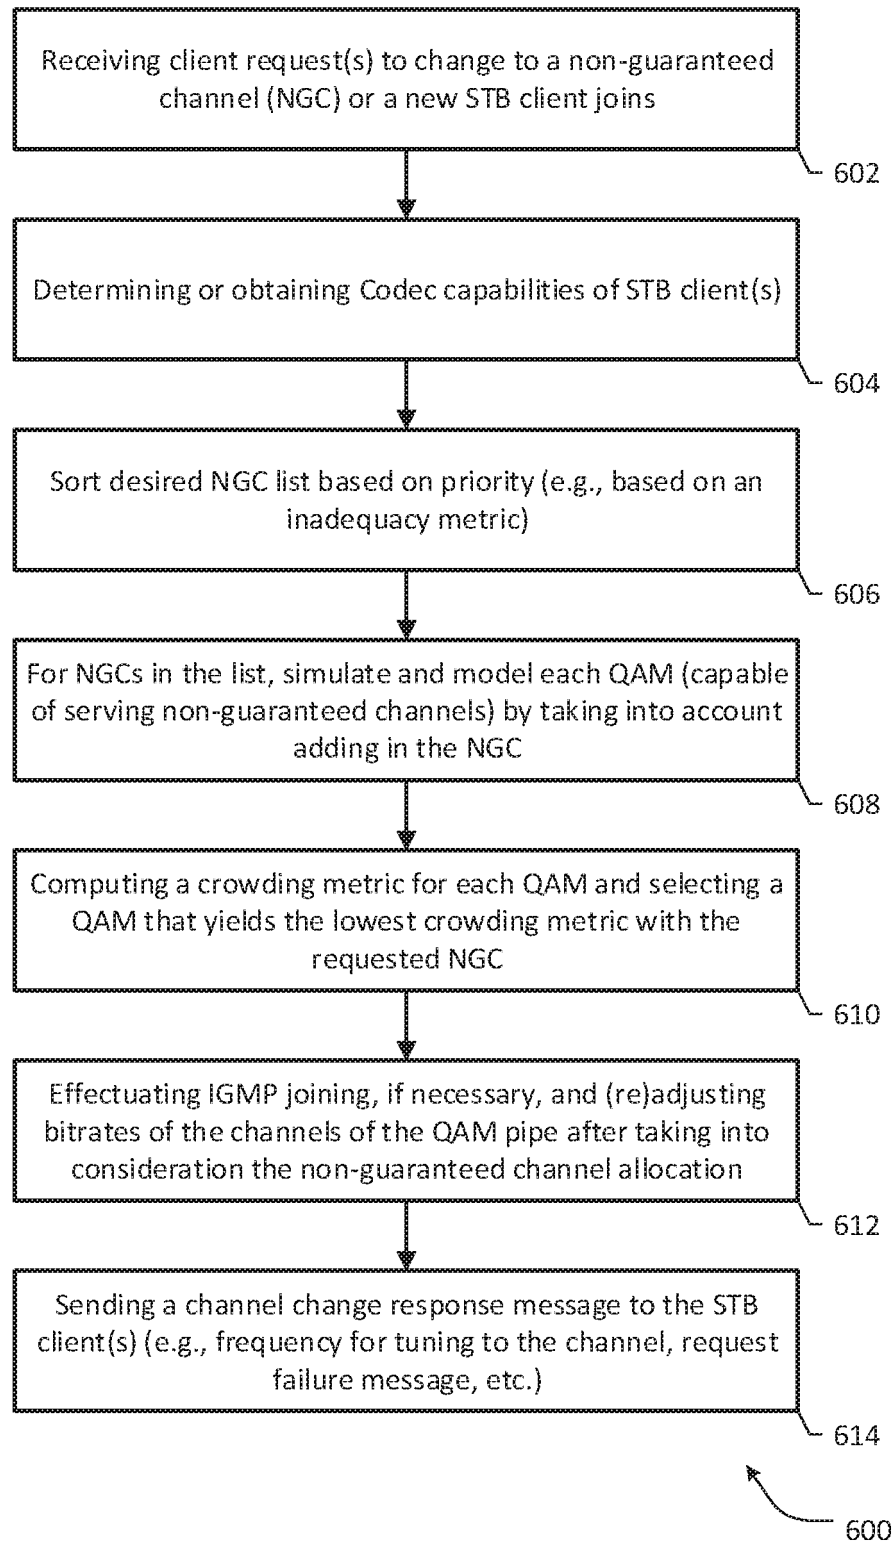 Receiving client request(s) to change to a non-guaranteed
channel (NGC) or a new STB client joins
602
Determining or obtaining Codec capabilities of STB client(s)
604
Sort desired NGC list based on priority (e.g., based on an
inadequacy metric)
606
For NGCs in the list, simulate and model each QAM (capable
of serving non-guaranteed channels) by taking into account
adding in the NGC
608
Computing a crowding metric for each QAM and selecting a
QAM that yields the lowest crowding metric with the
requested NGC
610
Effectuating IGMP joining, if necessary, and (re)adjusting
bitrates of the channels of the QAM pipe after taking into
consideration the non-guaranteed channel allocation
612
Sending a channel change response message to the STB
client(s) (e.g., frequency for tuning to the channel, request
failure message, etc.)
614
600